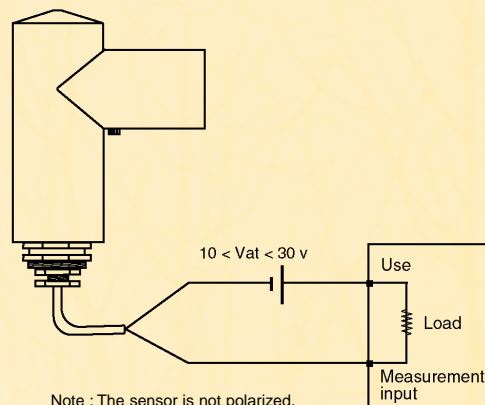 10 < Vat < 30 v
Use
Load
Measurement
input
Note : The sensor is not polarized.